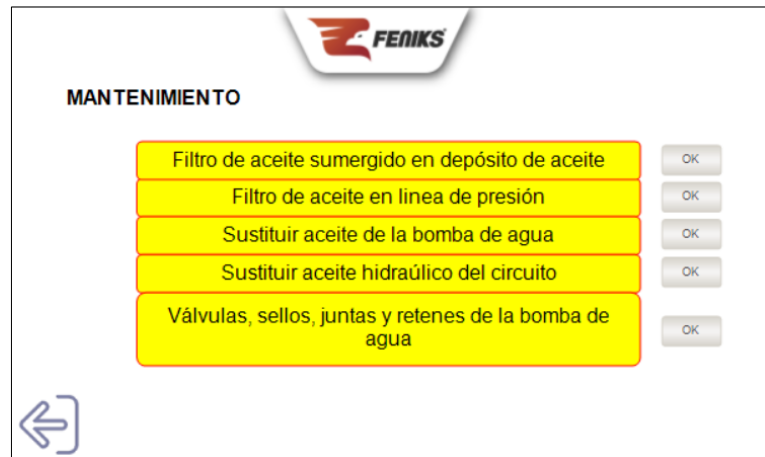 FENIKS
MANTENIMIENTO
Filtro de aceite sumergido en depósito de aceite OK
Filtro de aceite en linea de presión OK
Sustituir aceite de la bomba de agua OK
Sustituir aceite hidraúlico del circuito OK
Válvulas, sellos, juntas y retenes de la bomba de
agua OK